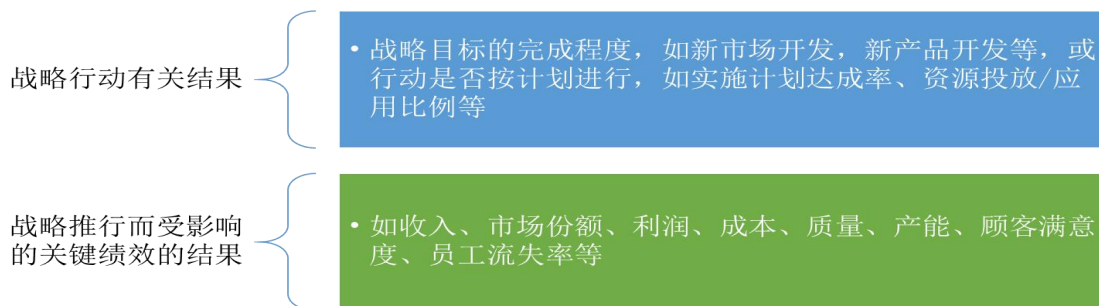 战略行动有关结果
• 战略目标的完成程度，如新市场开发，新产品开发等，或
行动是否按计划进行，如实施计划达成率、资源投放/应
用比例等
战略推行而受影响
的关键绩效的结果
• 如收入、市场份额、利润、成本、质量、产能、顾客满意
度、员工流失率等